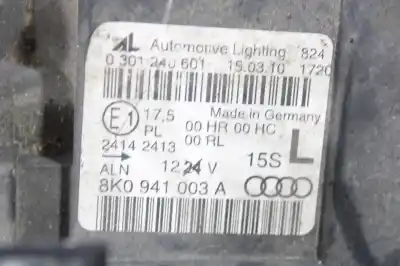 AL Automotive Lighting 824
0 301 240 601 15.03.10 1720
E1 17,5 Made in Germany
PL 00 HR 00 HC
2414 2413 00 RL
ALN 12 24 V 15S L
8K0 941 003 A